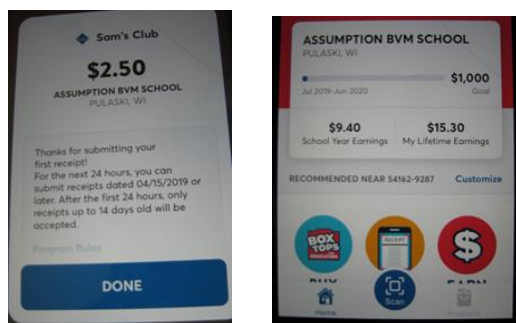 Sam's Club
$2.50
ASSUMPTION BVM SCHOOL
PULASKI, WI
Thanks for submitting your
first receipt!
For the next 24 hours, you can
submit receipts dated 04/15/2019 or
later. After the first 24 hours, only
receipts up to 14 days old will be
accepted.
Program Rules
DONE
ASSUMPTION BVM SCHOOL
PULASKI, WI
$1,000
Jul 2019-Jun 2020
Goal
$9.40
School Year Earnings
$15.30
My Lifetime Earnings
RECOMMENDED NEAR 54162-9287
Customize
BOX
TOPS
RECEIPT
$
Home
Scan